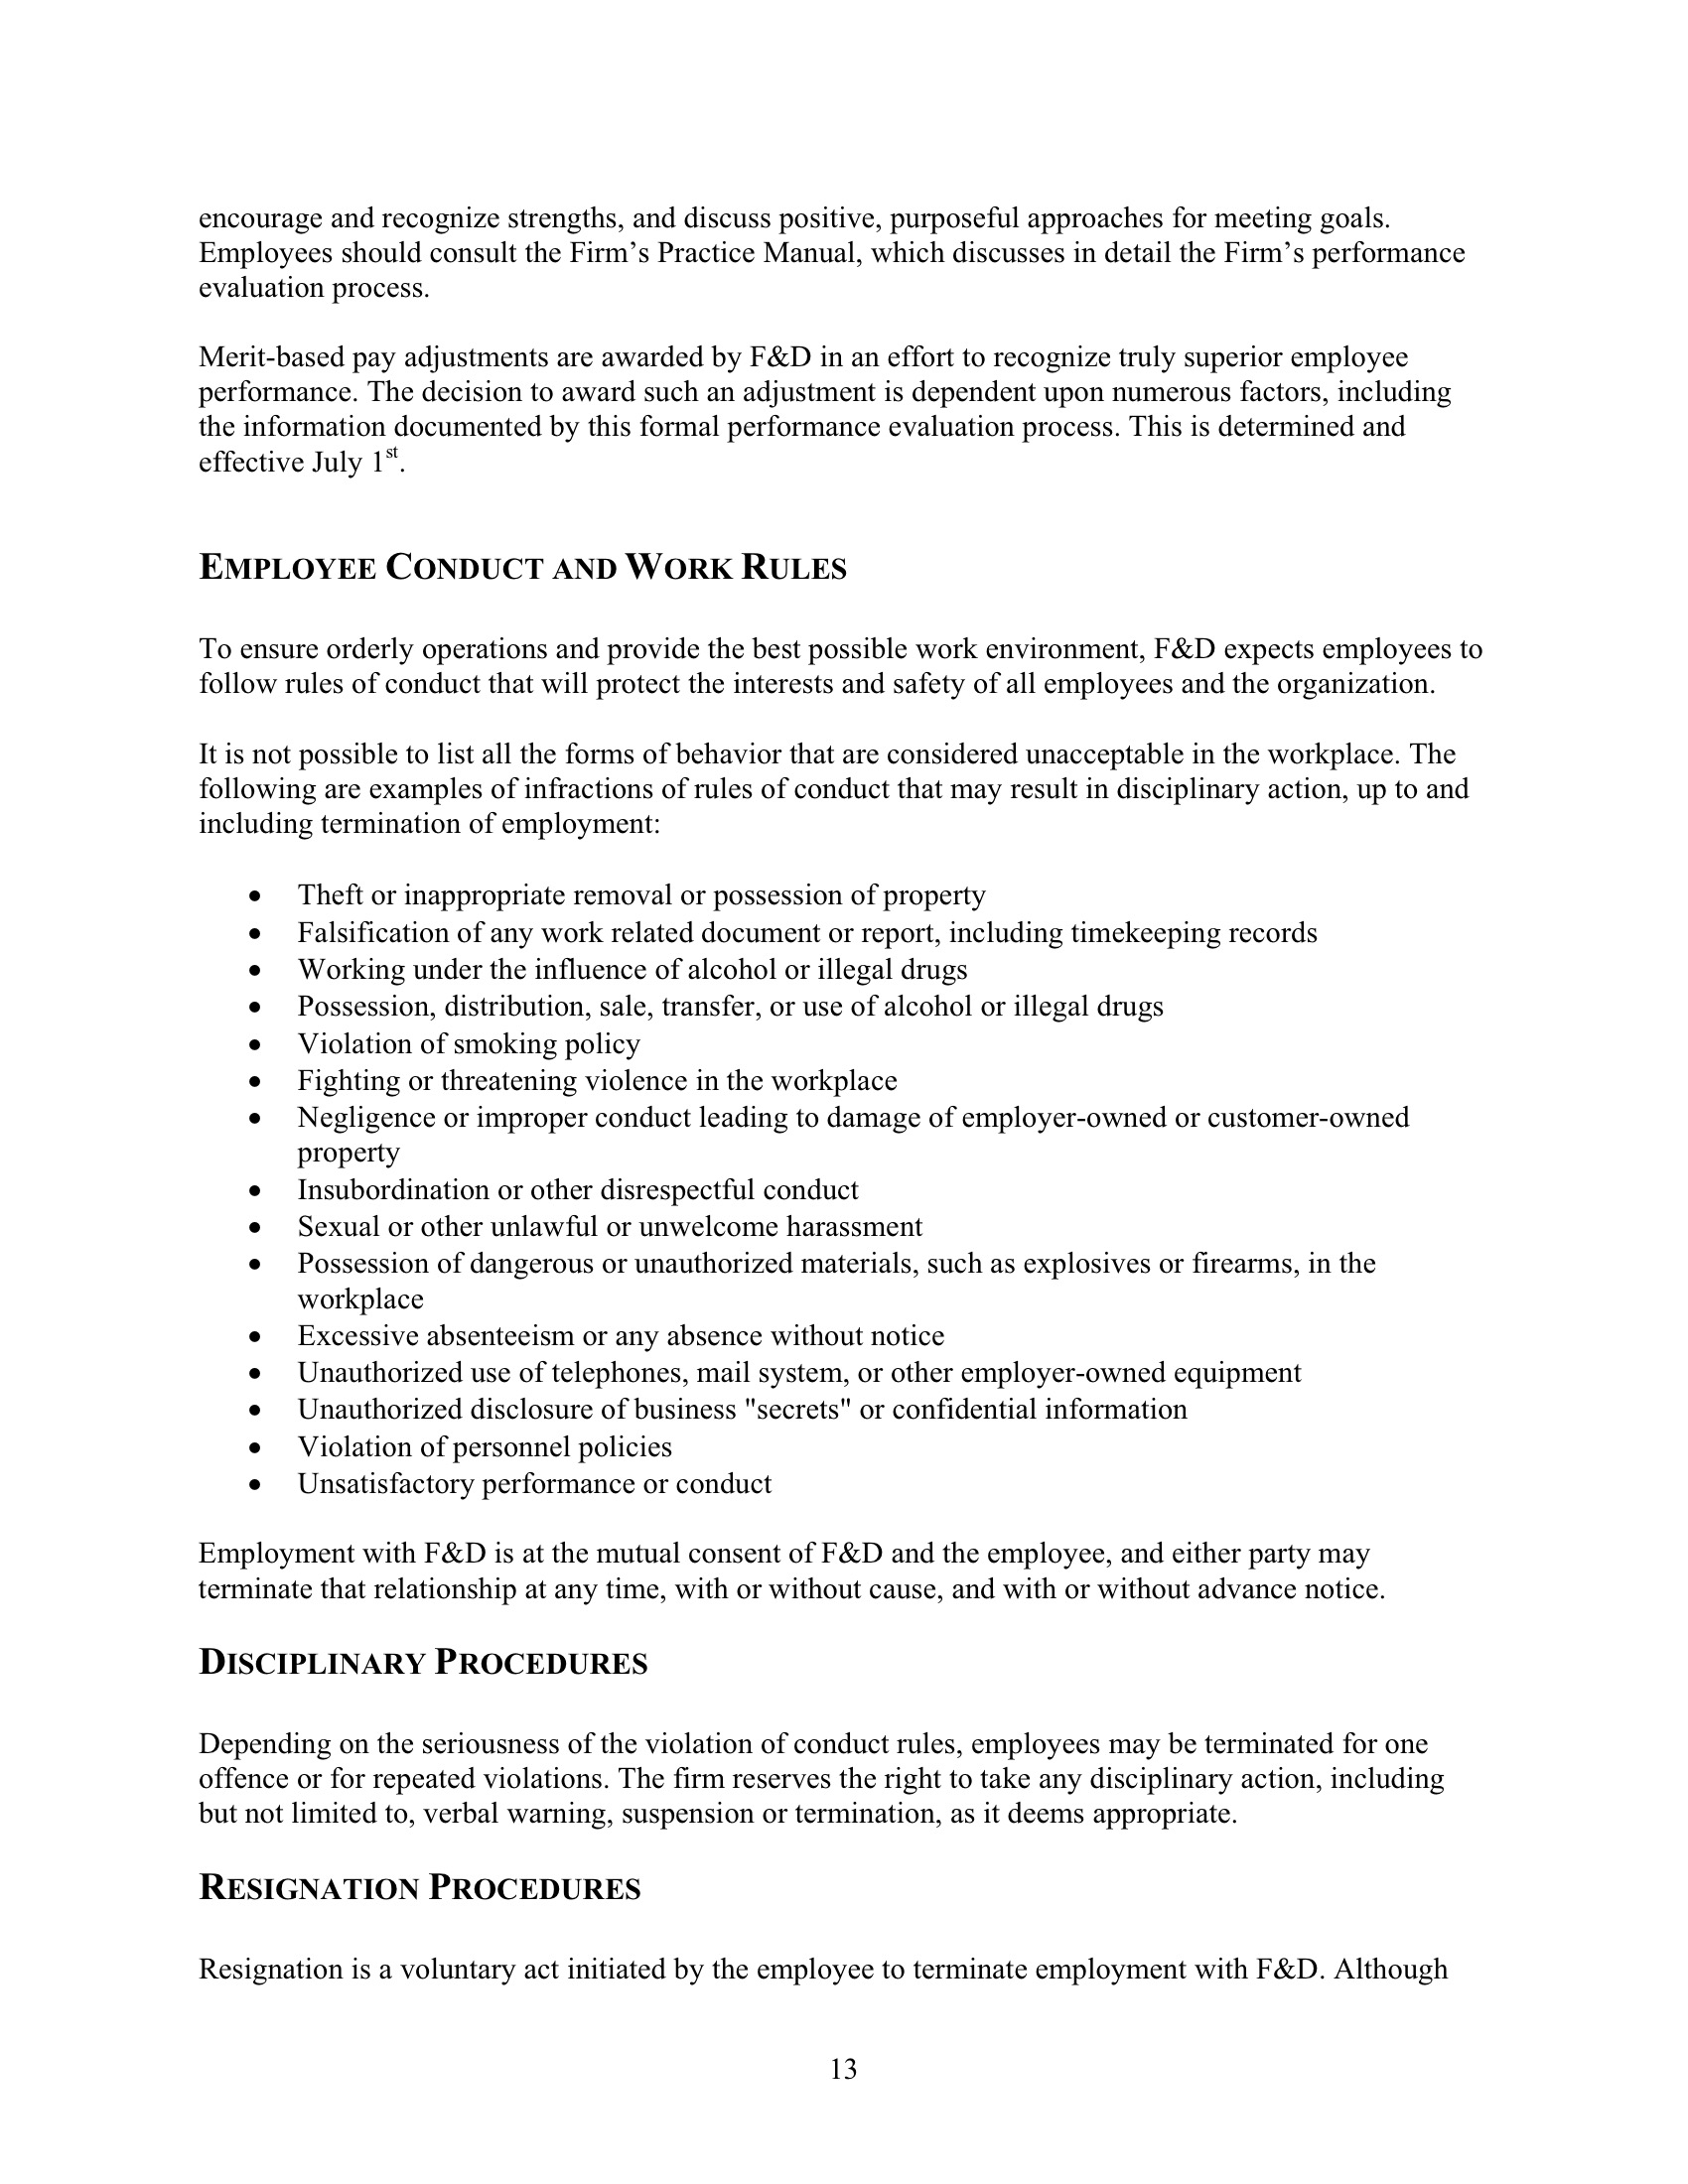 encourage and recognize strengths, and discuss positive, purposeful approaches for meeting goals.
Employees should consult the Firm’s Practice Manual, which discusses in detail the Firm’s performance
evaluation process.
Merit-based pay adjustments are awarded by F&D in an effort to recognize truly superior employee
performance. The decision to award such an adjustment is dependent upon numerous factors, including
the information documented by this formal performance evaluation process. This is determined and
effective July 1st.
EMPLOYEE CONDUCT AND WORK RULES
To ensure orderly operations and provide the best possible work environment, F&D expects employees to
follow rules of conduct that will protect the interests and safety of all employees and the organization.
It is not possible to list all the forms of behavior that are considered unacceptable in the workplace. The
following are examples of infractions of rules of conduct that may result in disciplinary action, up to and
including termination of employment:
• Theft or inappropriate removal or possession of property
• Falsification of any work related document or report, including timekeeping records
• Working under the influence of alcohol or illegal drugs
• Possession, distribution, sale, transfer, or use of alcohol or illegal drugs
• Violation of smoking policy
• Fighting or threatening violence in the workplace
• Negligence or improper conduct leading to damage of employer-owned or customer-owned
property
• Insubordination or other disrespectful conduct
• Sexual or other unlawful or unwelcome harassment
• Possession of dangerous or unauthorized materials, such as explosives or firearms, in the
workplace
• Excessive absenteeism or any absence without notice
• Unauthorized use of telephones, mail system, or other employer-owned equipment
• Unauthorized disclosure of business "secrets" or confidential information
• Violation of personnel policies
• Unsatisfactory performance or conduct
Employment with F&D is at the mutual consent of F&D and the employee, and either party may
terminate that relationship at any time, with or without cause, and with or without advance notice.
DISCIPLINARY PROCEDURES
Depending on the seriousness of the violation of conduct rules, employees may be terminated for one
offence or for repeated violations. The firm reserves the right to take any disciplinary action, including
but not limited to, verbal warning, suspension or termination, as it deems appropriate.
RESIGNATION PROCEDURES
Resignation is a voluntary act initiated by the employee to terminate employment with F&D. Although
13